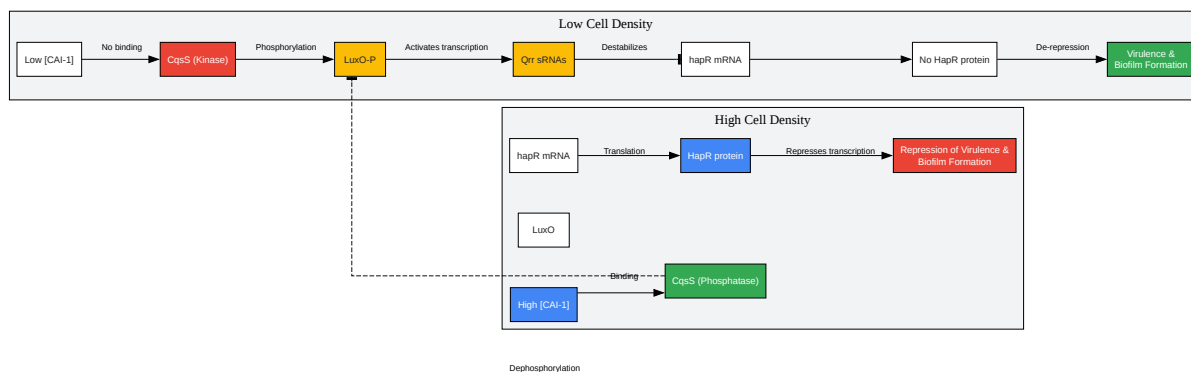 Low Cell Density
Low [CAI-1]
No binding
CqsS (Kinase)
Phosphorylation
LuxO-P
Activates transcription
Qrr sRNAs
Destabilizes
hapR mRNA
No HapR protein
De-repression
Virulence &
Biofilm Formation
High Cell Density
hapR mRNA
Translation
HapR protein
Represses transcription
Repression of Virulence &
Biofilm Formation
LuxO
Binding
CqsS (Phosphatase)
High [CAI-1]
Dephosphorylation